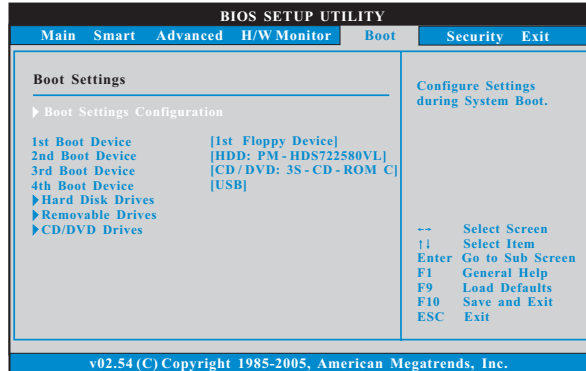 BIOS SETUP UTILITY
Main Smart Advanced H/W Monitor Boot Security Exit
Boot Settings
Boot Settings Configuration
1st Boot Device [1st Floppy Device]
2nd Boot Device [HDD: PM-HDS722580VL]
3rd Boot Device [CD/DVD: 3S-CD-ROM C]
4th Boot Device [USB]
Hard Disk Drives
Removable Drives
CD/DVD Drives
Configure Settings
during System Boot.
←→ Select Screen
↑↓ Select Item
Enter Go to Sub Screen
F1 General Help
F9 Load Defaults
F10 Save and Exit
ESC Exit
v02.54 (C) Copyright 1985-2005, American Megatrends, Inc.